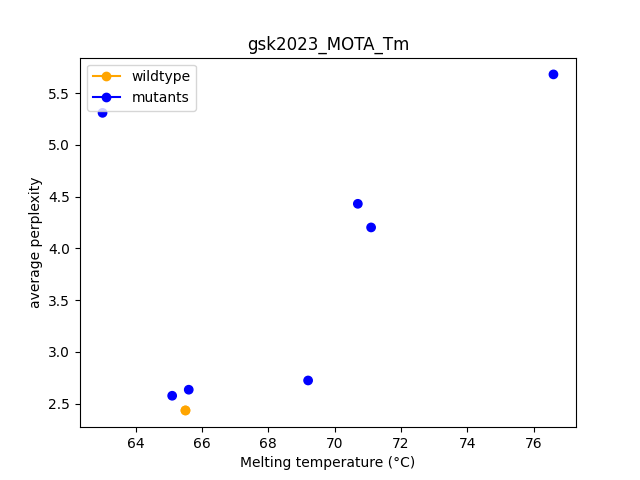 gsk2023_MOTA_Tm
wildtype
mutants
5.5
5.0
4.5
4.0
3.5
3.0
2.5
average perplexity
64
66
68
70
72
74
76
Melting temperature (°C)